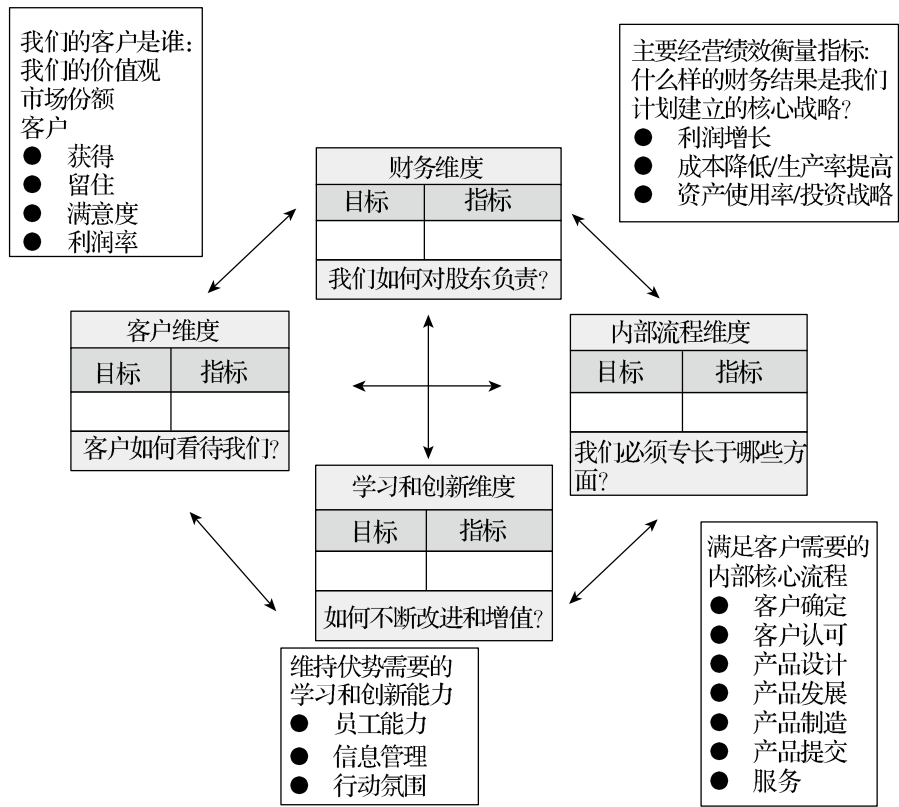 我们的客户是谁：
我们的价值观
市场份额
客户
● 获得
● 留住
● 满意度
● 利润率
主要经营绩效衡量指标：
什么样的财务结果是我们
计划建立的核心战略？
● 利润增长
● 成本降低/生产率提高
● 资产使用率/投资战略
财务维度
目标 指标
我们如何对股东负责？
客户维度
目标 指标
客户如何看待我们？
内部流程维度
目标 指标
我们必须专长于哪些方
面？
学习和创新维度
目标 指标
如何不断改进和增值？
维持优势需要的
学习和创新能力
● 员工能力
● 信息管理
● 行动氛围
满足客户需要的
内部核心流程
● 客户确定
● 客户认可
● 产品设计
● 产品发展
● 产品制造
● 产品提交
● 服务